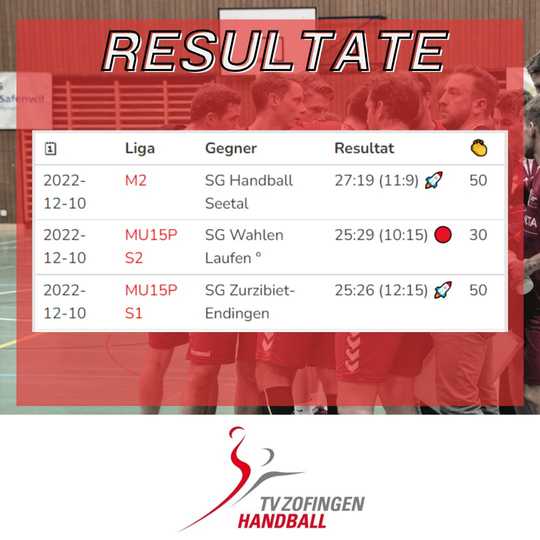 RESULTATE
Safenwil
Liga Gegner Resultat
2022- M2 SG Handball 27:19 (11:9) 🚀 50
12-10 Seetal
2022- MU15P SG Wahlen 25:29 (10:15) 🔴 30
12-10 S2 Laufen °
2022- MU15P SG Zurzibiet- 25:26 (12:15) 🚀 50
12-10 S1 Endingen
TV ZOFINGEN
HANDBALL